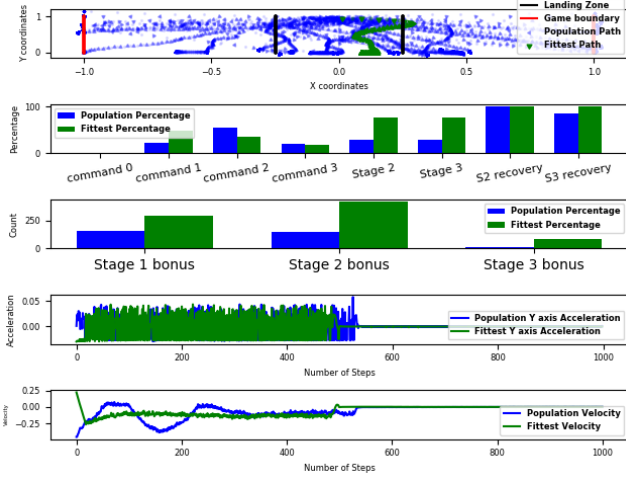 Y coordinates
1
0
Landing Zone
Game boundary
Population Path
Fittest Path
−1.0 −0.5 0.0 0.5 1.0
X coordinates
Percentage
100
0
Population Percentage
Fittest Percentage
command 0 command 1 command 2 command 3 Stage 2 Stage 3 S2 recovery S3 recovery
Count
250
0
Population Percentage
Fittest Percentage
Stage 1 bonus Stage 2 bonus Stage 3 bonus
Acceleration
0.05
0.00
Population Y axis Acceleration
Fittest Y axis Acceleration
0 200 400 600 800 1000
Number of Steps
Velocity
0.25
0.00
−0.25
Population Velocity
Fittest Velocity
0 200 400 600 800 1000
Number of Steps